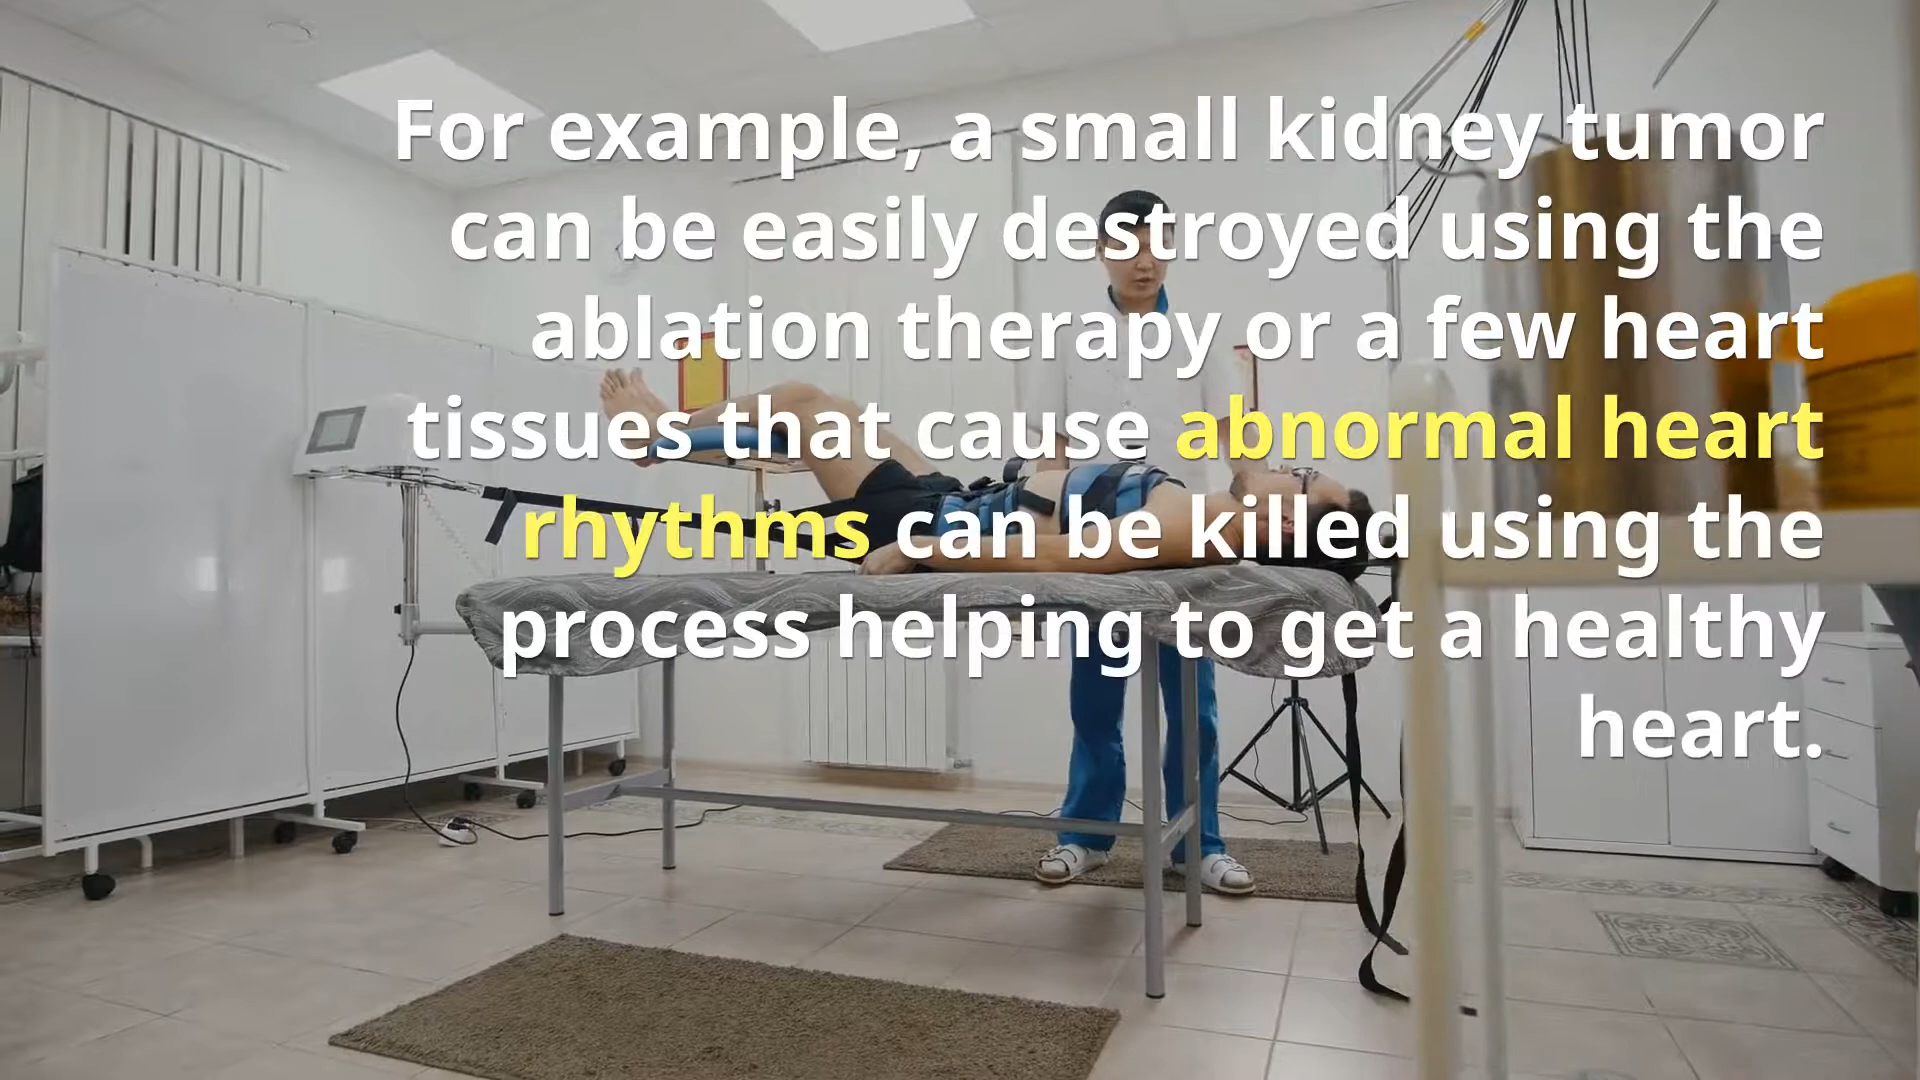 For example, a small kidney tumor
can be easily destroyed using the
ablation therapy or a few heart
tissues that cause abnormal heart
rhythms can be killed using the
process helping to get a healthy
heart.